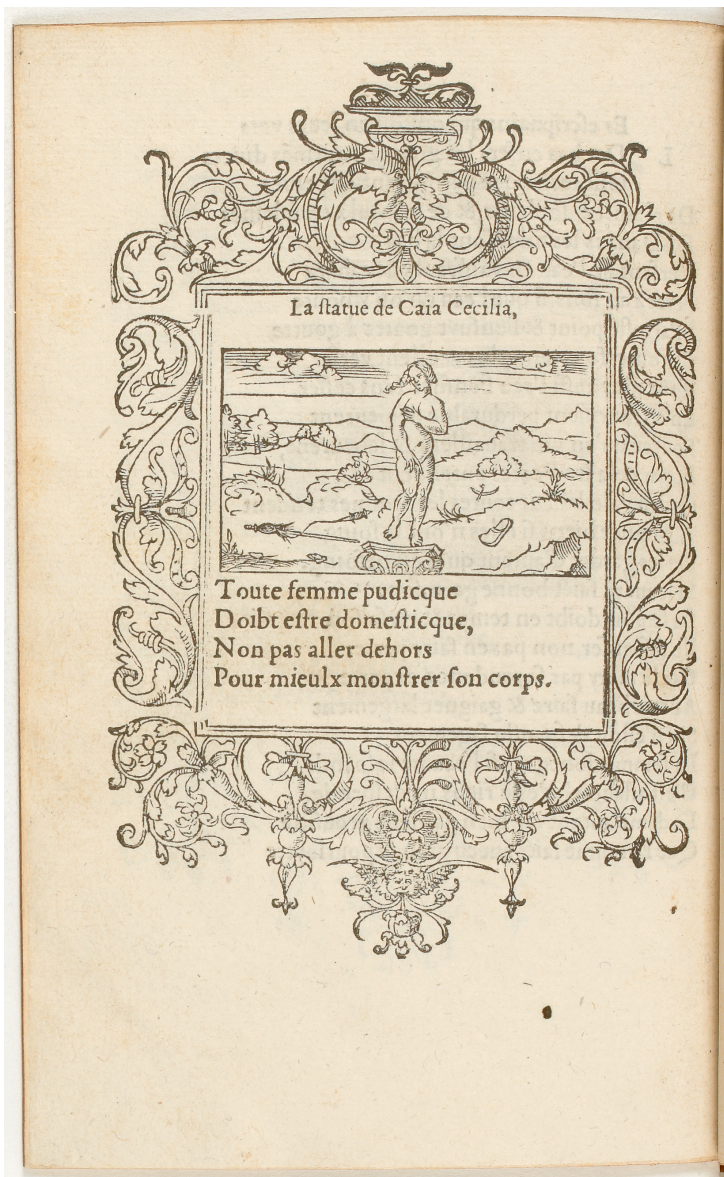 La ſtatue de Caia Cecilia,
Toute femme pudicque
Doibt eſtre domeſticque,
Non pas aller dehors
Pour mieulx monſtrer ſon corps.